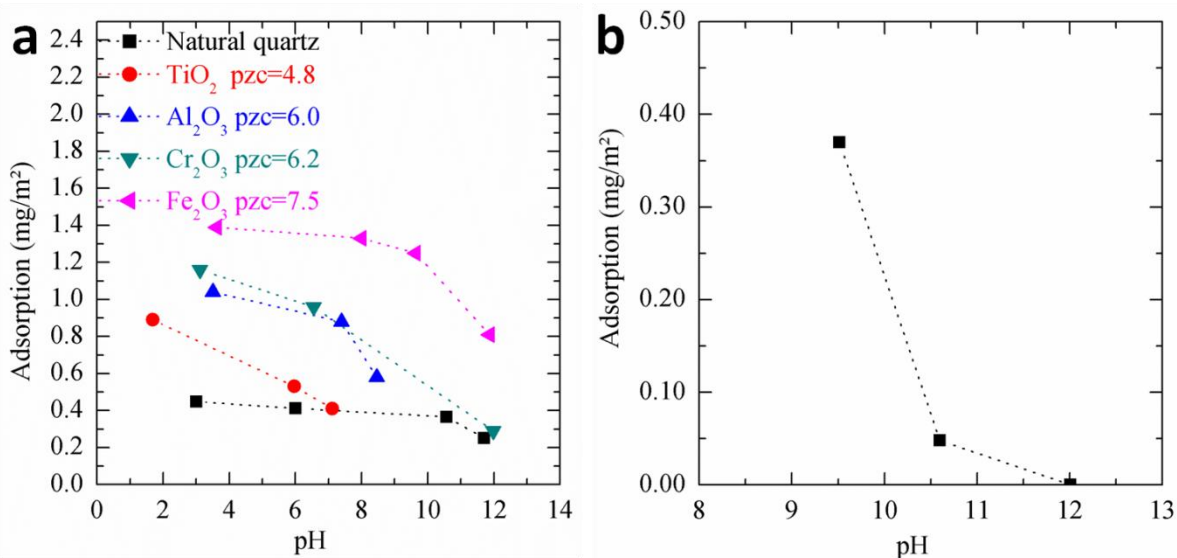 a
Natural quartz
TiO₂ pzc=4.8
Al₂O₃ pzc=6.0
Cr₂O₃ pzc=6.2
Fe₂O₃ pzc=7.5
2.4
2.2
2.0
1.8
1.6
1.4
1.2
1.0
0.8
0.6
0.4
0.2
0.0
Adsorption (mg/m²)
0 2 4 6 8 10 12 14
pH
b
0.50
0.40
0.30
0.20
0.10
0.00
Adsorption (mg/m²)
8 9 10 11 12 13
pH